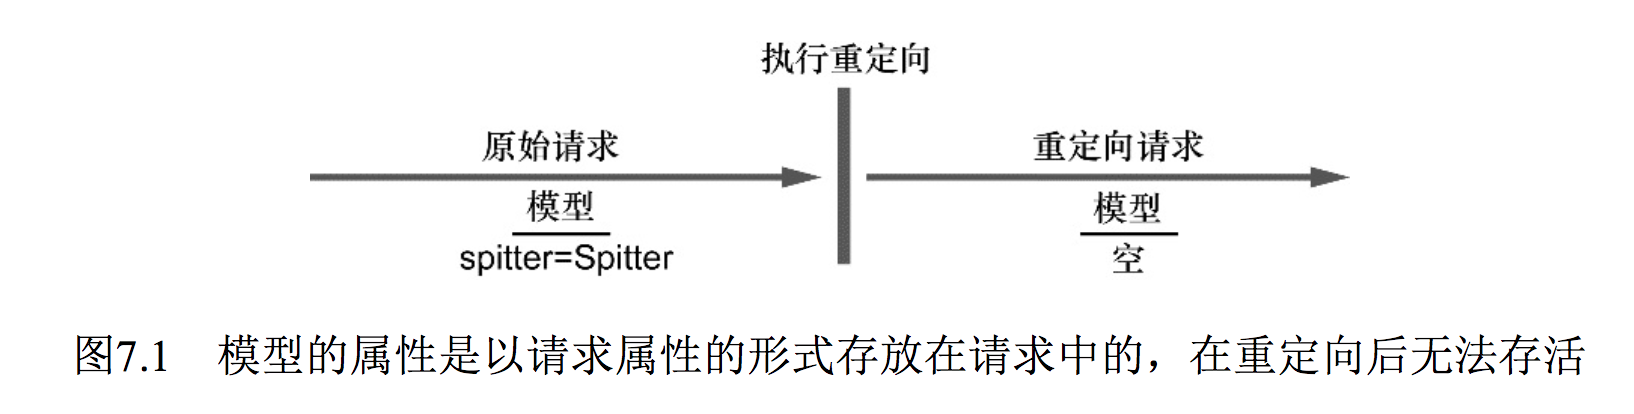 执行重定向
原始请求
重定向请求
模型
模型
spitter=Spitter
空
图7.1 模型的属性是以请求属性的形式存放在请求中的，在重定向后无法存活